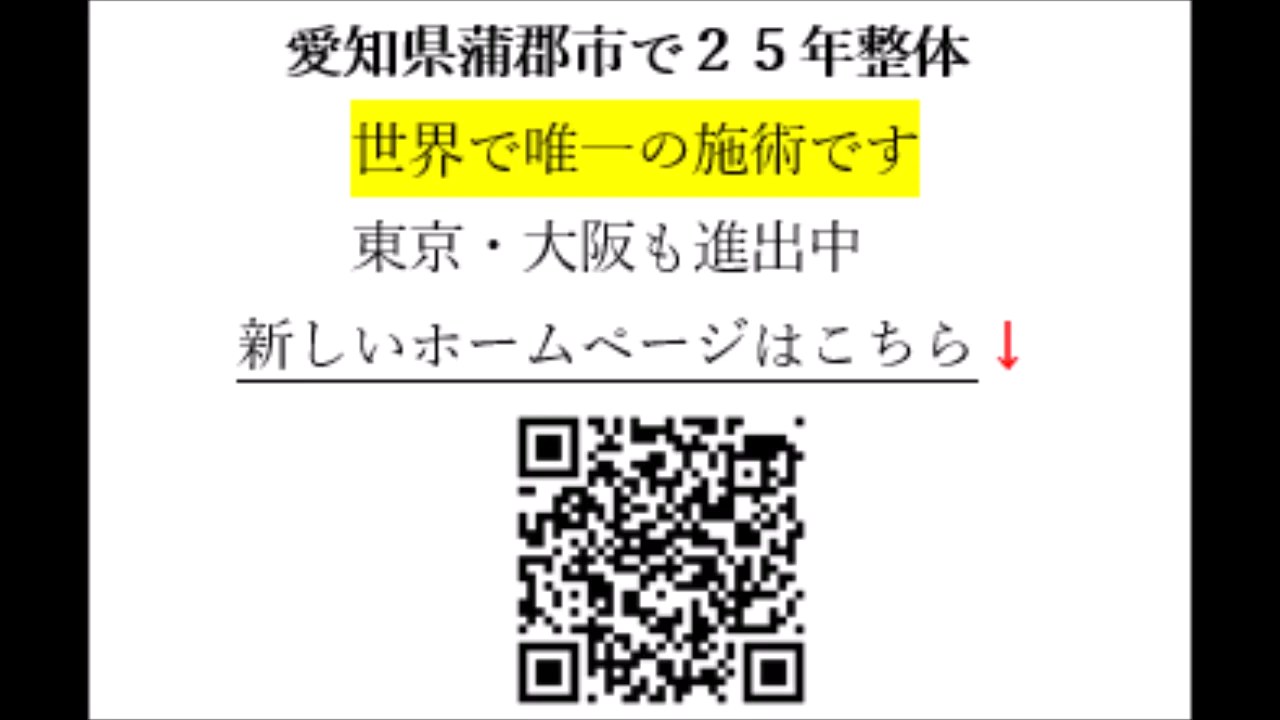 愛知県蒲郡市で２５年整体
世界で唯一の施術です
東京・大阪も進出中
新しいホームページはこちら↓